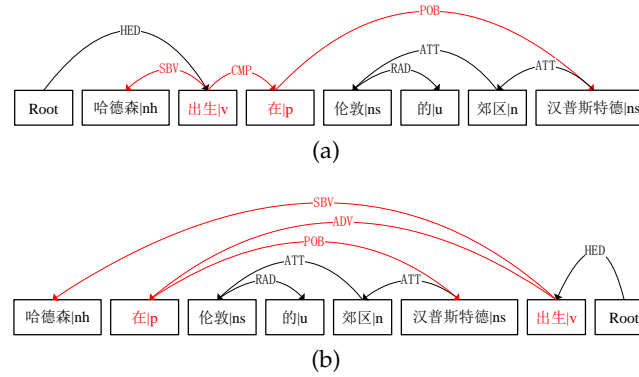 POB
HED
ATT
SBV CMP RAD ATT
Root 哈德森|nh 出生|v 在|p 伦敦|ns 的|u 郊区|n 汉普斯特德|ns
(a)
SBV
ADV
POB
ATT HED
RAD ATT
哈德森|nh 在|p 伦敦|ns 的|u 郊区|n 汉普斯特德|ns 出生|v Root
(b)